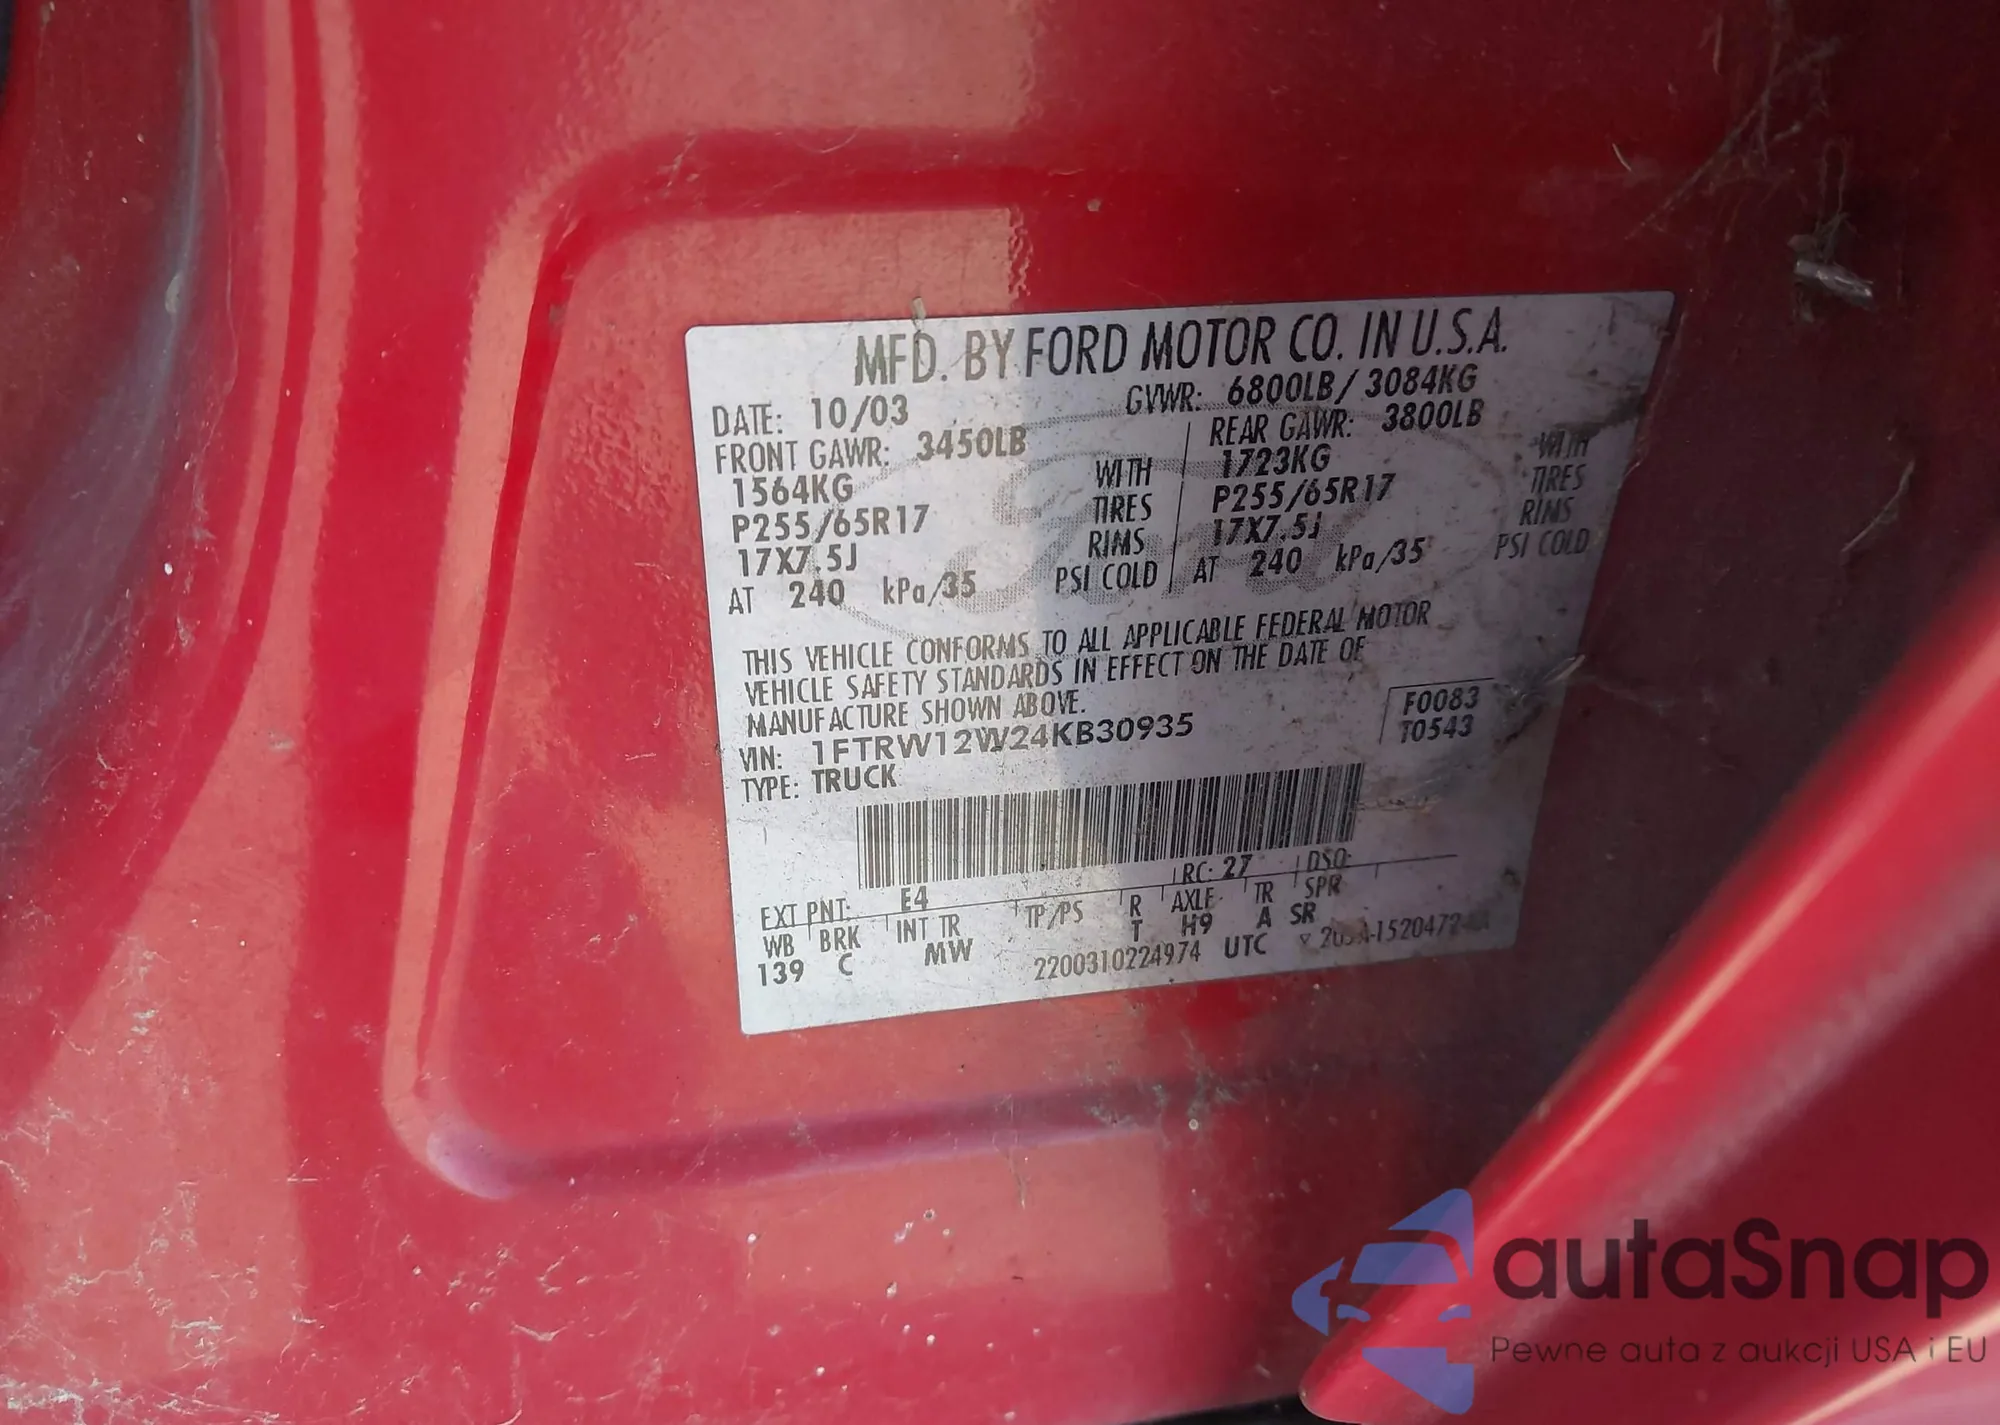 MFD. BY FORD MOTOR CO. IN U.S.A.
DATE: 10/03 GVWR: 6800LB/ 3084KG
FRONT GAWR: 3450LB REAR GAWR: 3800LB
1564KG WITH 1723KG WITH
P255/65R17 TIRES P255/65R17 TIRES
17X7.5J RIMS 17X7.5J RIMS
AT 240 kPa/35 PSI COLD AT 240 kPa/35 PSI COLD
THIS VEHICLE CONFORMS TO ALL APPLICABLE FEDERAL MOTOR
VEHICLE SAFETY STANDARDS IN EFFECT ON THE DATE OF
MANUFACTURE SHOWN ABOVE.
VIN: 1FTRW12W24KB30935 F0083
TYPE: TRUCK T0543
EXT PNT: E4 RC: 27 DSO:
WB BRK INT TR TP/PS R AXLE TR SPR
139 C MW T H9 A SR
2200310224974 UTC
autaSnap
Pewne auta z aukcji USA i EU